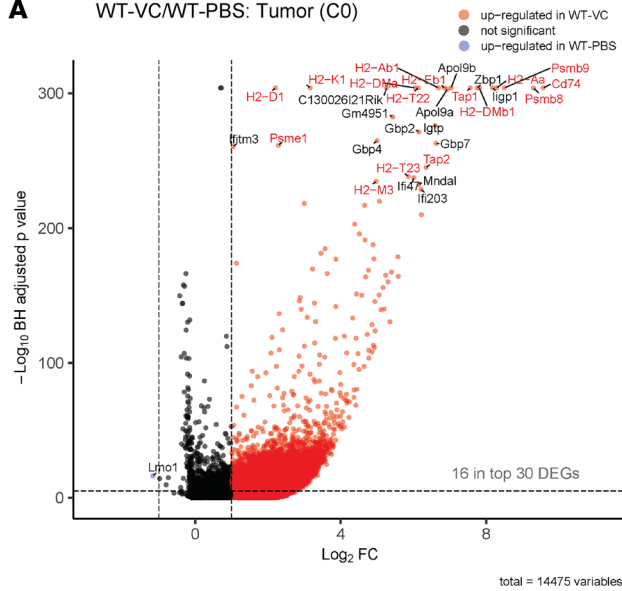 A
WT-VC/WT-PBS: Tumor (C0)
up-regulated in WT-VC
not significant
up-regulated in WT-PBS
−Log10 BH adjusted p value
300
200
100
0
H2-Ab1
Apol9b
Psmb9
H2-K1
H2-DMa
H2-Eb1
Zbp1
H2-Aa
Cd74
H2-D1
C130026I21Rik
H2-T22
Tap1
Iigp1
Psmb8
Gm4951
Apol9a
H2-DMb1
Gbp2
Igtp
Ifitm3
Psme1
Gbp4
Gbp7
Tap2
H2-T23
Mndal
H2-M3
Ifi47
Ifi203
Lmo1
16 in top 30 DEGs
0
4
8
Log2 FC
total = 14475 variables